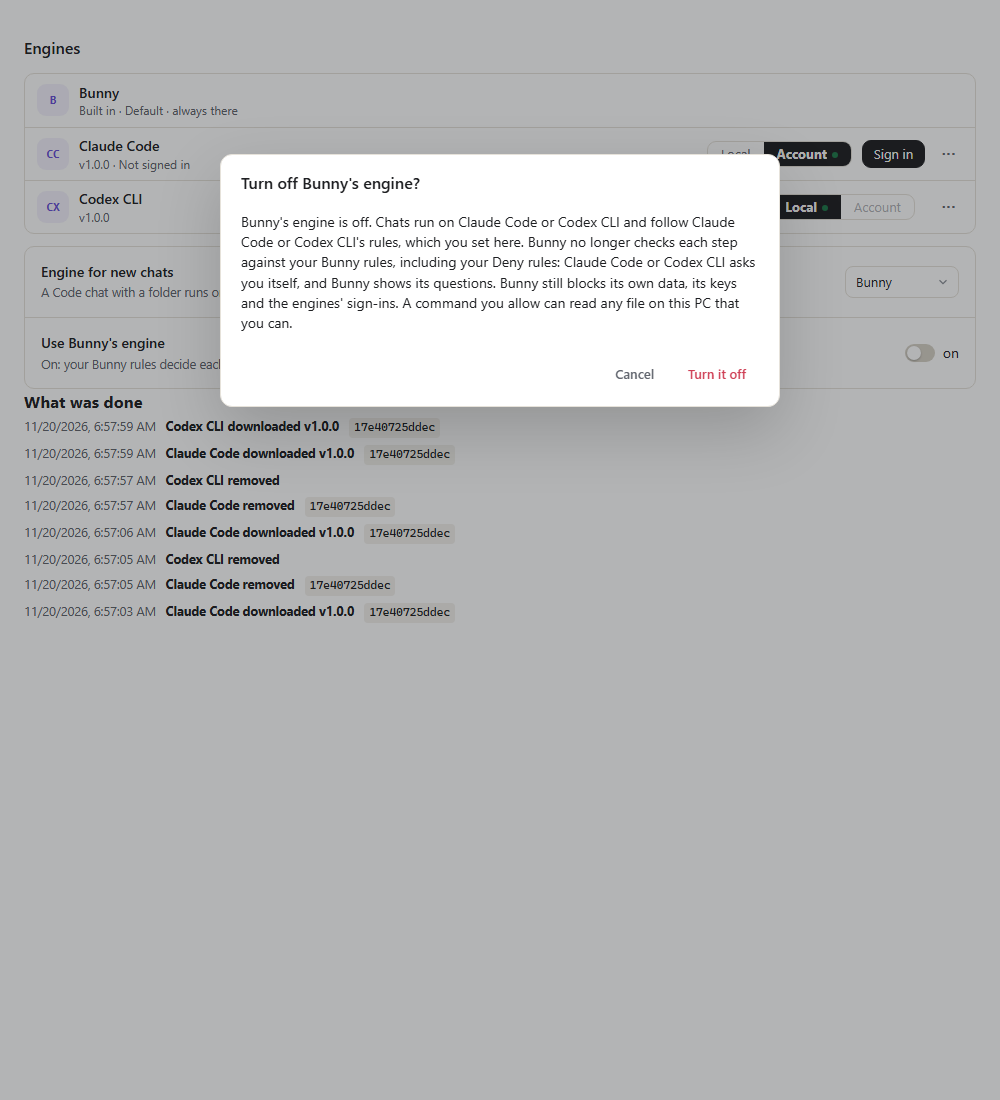 Engines
B
Bunny
Built in · Default · always there
CC
Claude Code
v1.0.0 · Not signed in
Local
Account
Sign in
CX
Codex CLI
v1.0.0
Local
Account
Turn off Bunny's engine?
Bunny's engine is off. Chats run on Claude Code or Codex CLI and follow Claude
Code or Codex CLI's rules, which you set here. Bunny no longer checks each step
against your Bunny rules, including your Deny rules: Claude Code or Codex CLI asks
you itself, and Bunny shows its questions. Bunny still blocks its own data, its keys
and the engines' sign-ins. A command you allow can read any file on this PC that
you can.
Cancel
Turn it off
Engine for new chats
A Code chat with a folder runs
Bunny
Use Bunny's engine
On: your Bunny rules decide
on
What was done
11/20/2026, 6:57:59 AM Codex CLI downloaded v1.0.0 17e40725ddec
11/20/2026, 6:57:59 AM Claude Code downloaded v1.0.0 17e40725ddec
11/20/2026, 6:57:57 AM Codex CLI removed
11/20/2026, 6:57:57 AM Claude Code removed 17e40725ddec
11/20/2026, 6:57:06 AM Claude Code downloaded v1.0.0 17e40725ddec
11/20/2026, 6:57:05 AM Codex CLI removed
11/20/2026, 6:57:05 AM Claude Code removed 17e40725ddec
11/20/2026, 6:57:03 AM Claude Code downloaded v1.0.0 17e40725ddec